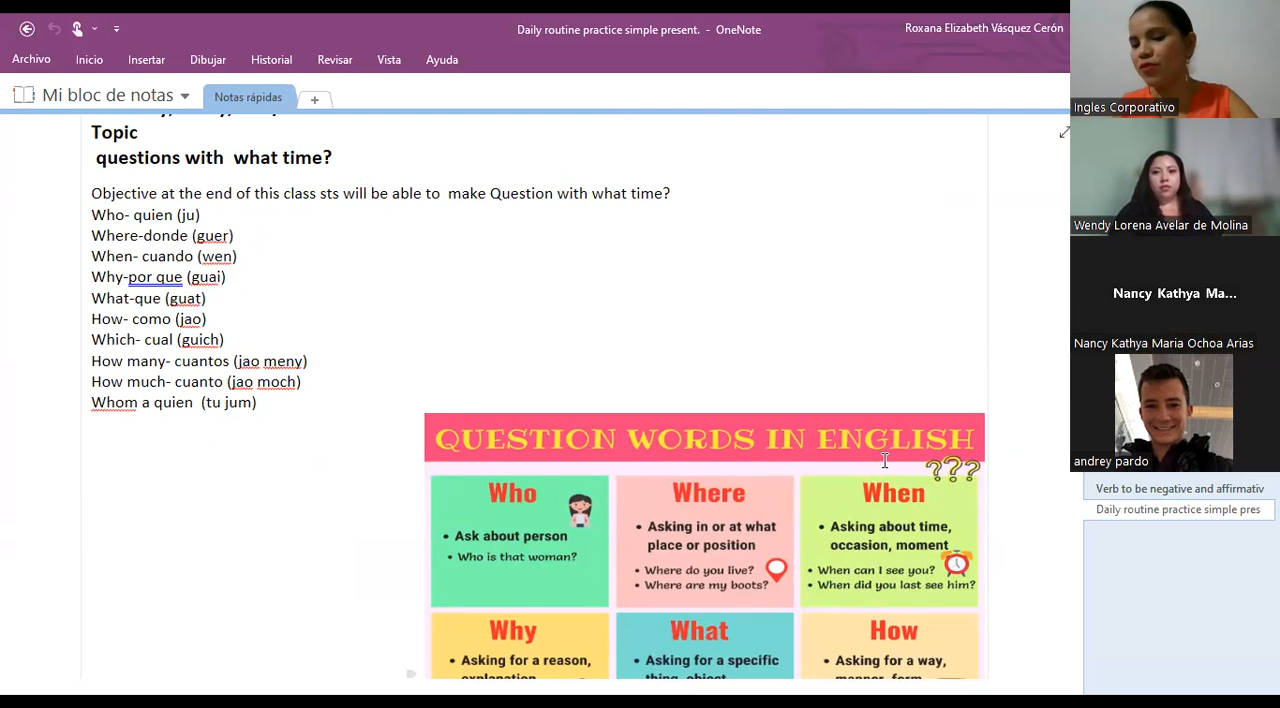 Daily routine practice simple present. - OneNote
Roxana Elizabeth Vásquez Cerón
Archivo Inicio Insertar Dibujar Historial Revisar Vista Ayuda
Mi bloc de notas
Notas rápidas
Topic
questions with what time?
Objective at the end of this class sts will be able to make Question with what time?
Who- quien (ju)
Where-donde (guer)
When- cuando (wen)
Why-por que (guai)
What-que (guat)
How- como (jao)
Which- cual (guich)
How many- cuantos (jao meny)
How much- cuanto (jao moch)
Whom a quien (tu jum)
QUESTION WORDS IN ENGLISH
???
Who
• Ask about person
• Who is that woman?
Where
• Asking in or at what
place or position
• Where do you live?
• Where are my boots?
When
• Asking about time,
occasion, moment
• When can I see you?
• When did you last see him?
Why
• Asking for a reason,
explanation
What
• Asking for a specific
thing, object
How
• Asking for a way,
manner, form
Ingles Corporativo
Wendy Lorena Avelar de Molina
Nancy Kathya Ma...
Nancy Kathya Maria Ochoa Arias
andrey pardo
Verb to be negative and affirmativ
Daily routine practice simple pres